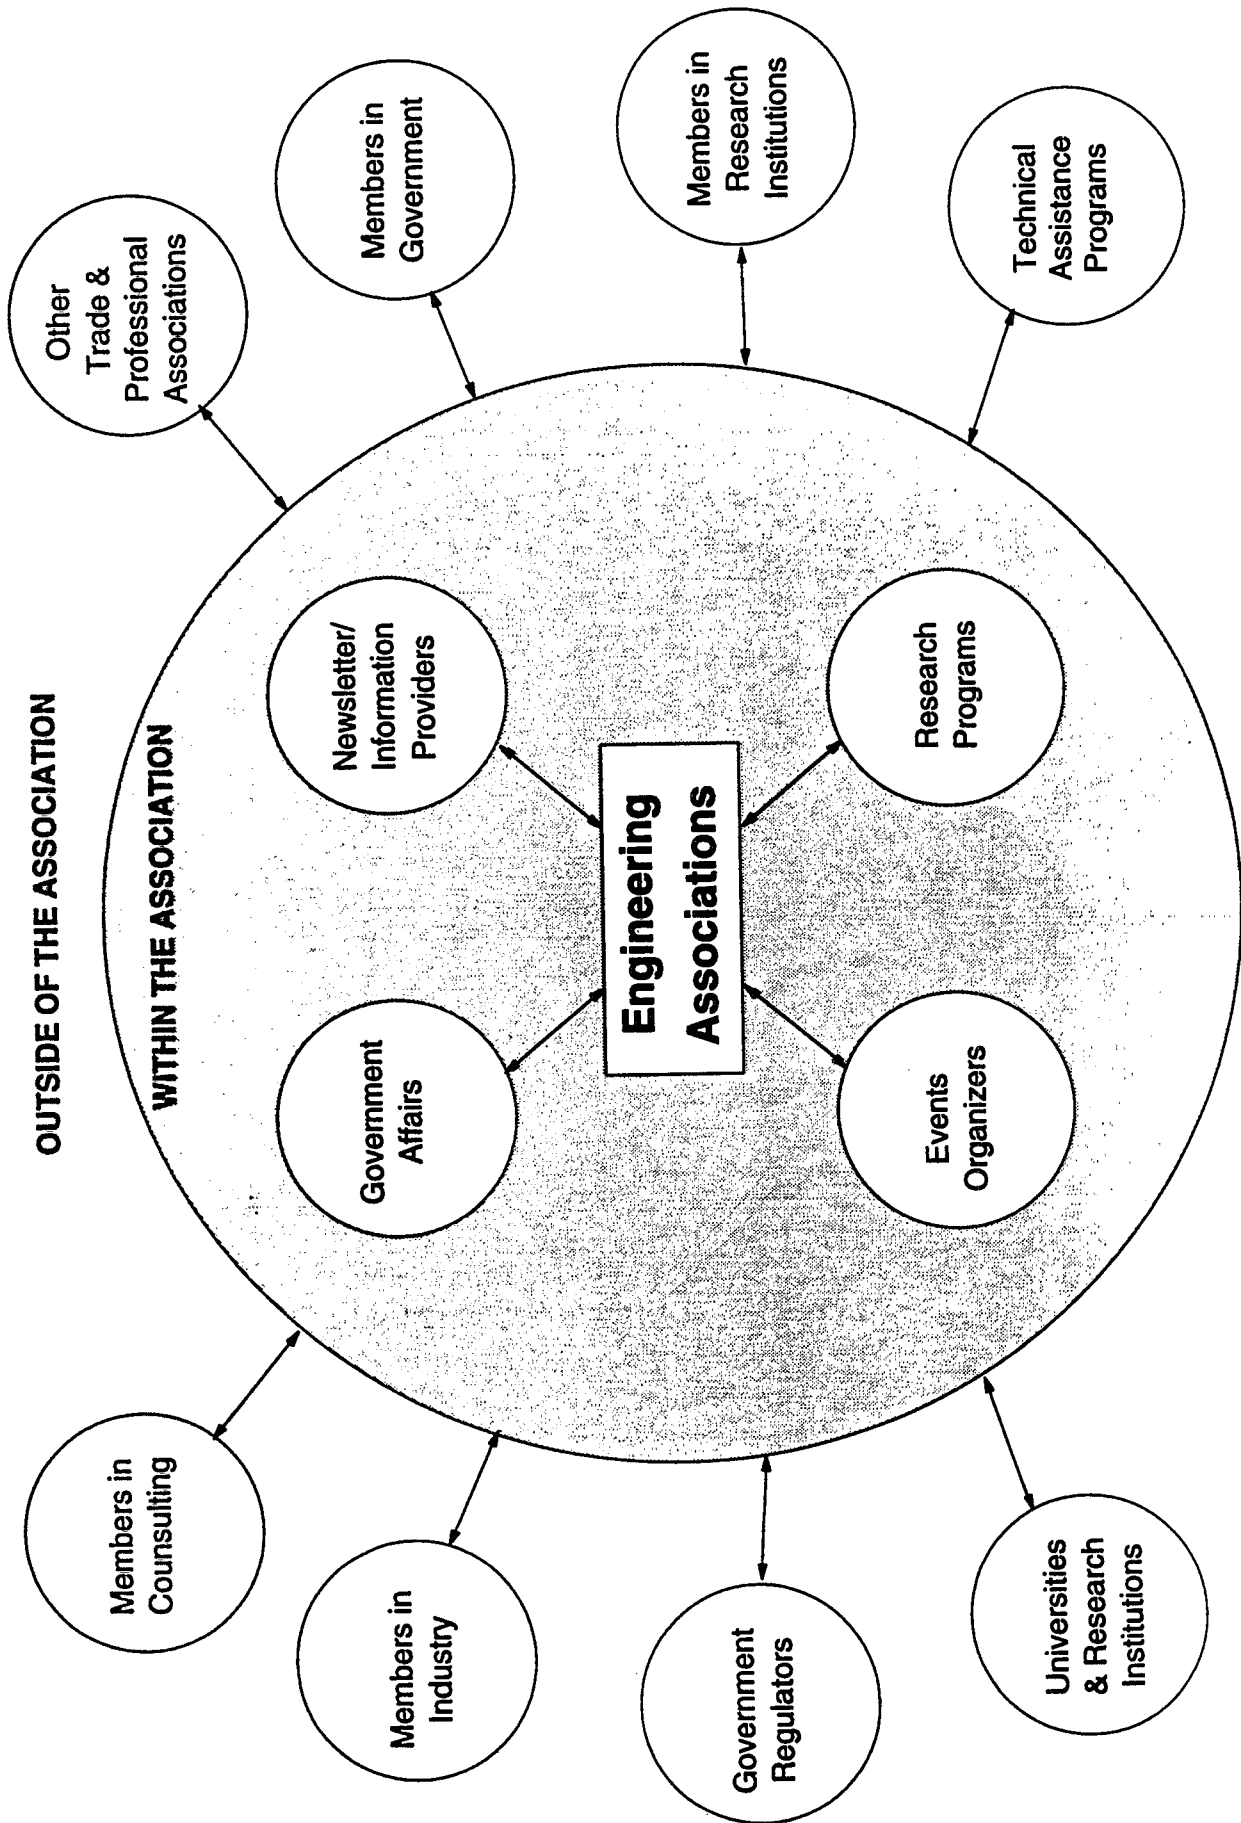 OUTSIDE OF THE ASSOCIATION
WITHIN THE ASSOCIATION
Members in
Counsulting
Other
Trade &
Professional
Associations
Members in
Industry
Government
Affairs
Newsletter/
Information
Providers
Members in
Government
Engineering
Associations
Government
Regulators
Members in
Research
Institutions
Events
Organizers
Research
Programs
Universities
& Research
Institutions
Technical
Assistance
Programs